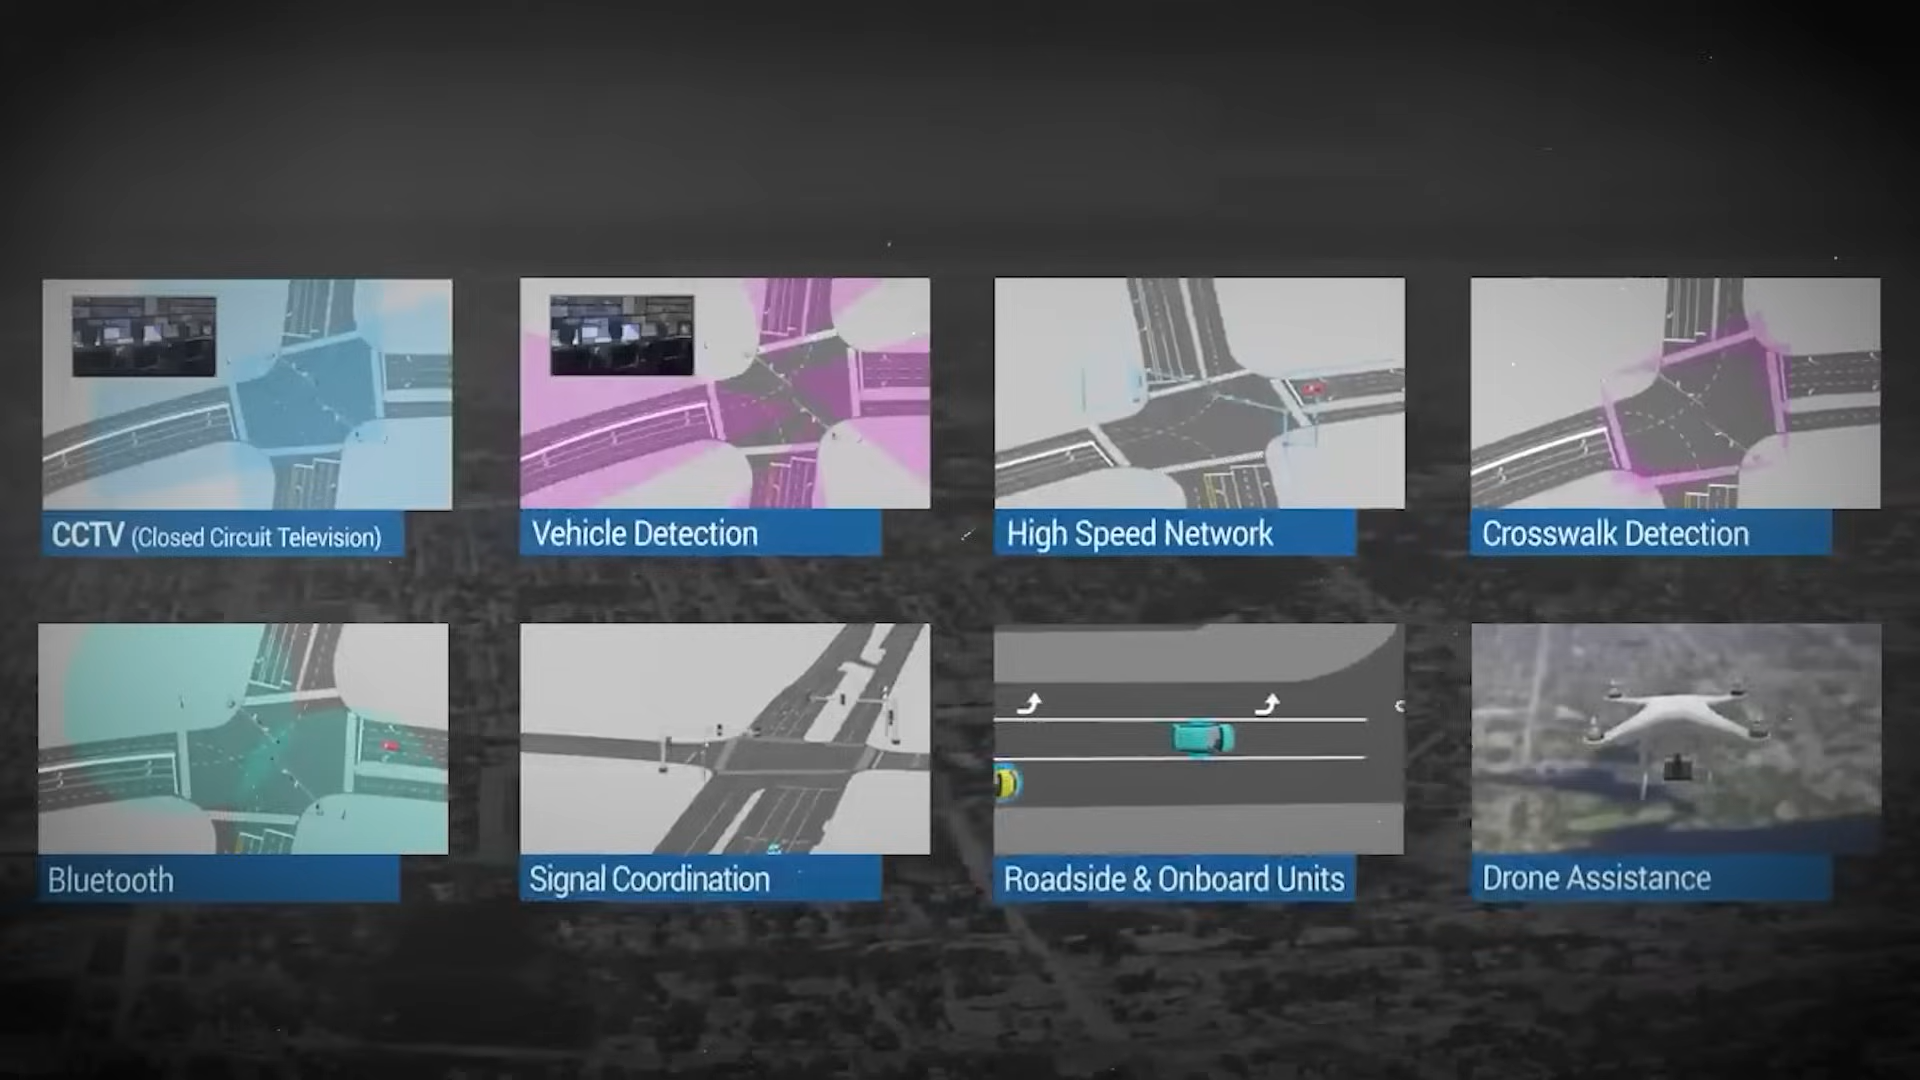 CCTV (Closed Circuit Television)
Vehicle Detection
High Speed Network
Crosswalk Detection
Bluetooth
Signal Coordination
Roadside & Onboard Units
Drone Assistance